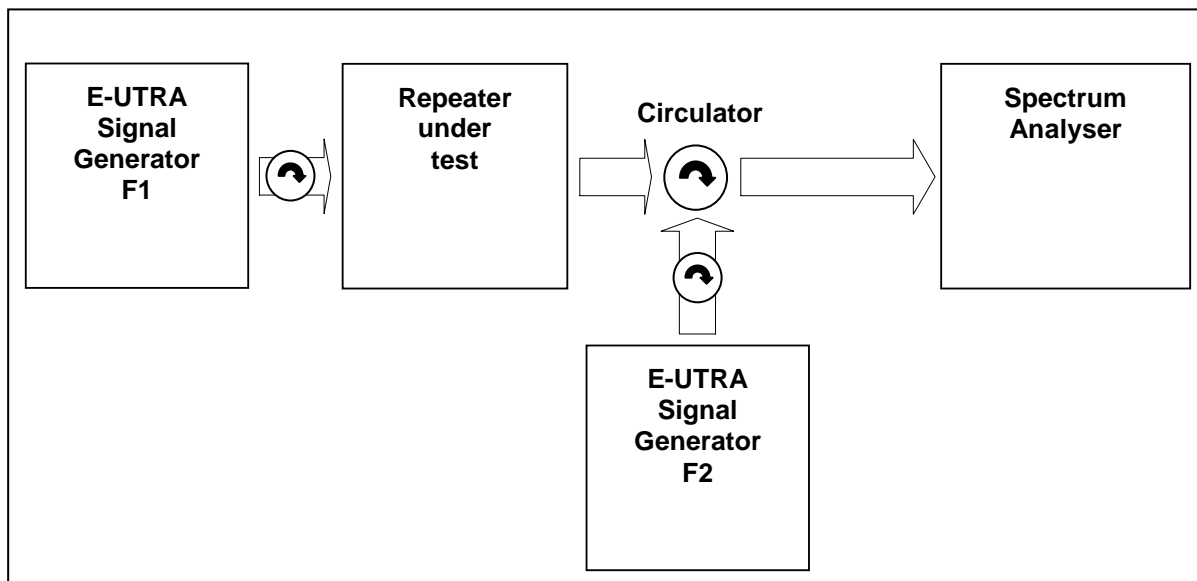 E-UTRA
Signal
Generator
F1
Repeater
under
test
Circulator
Spectrum
Analyser
E-UTRA
Signal
Generator
F2